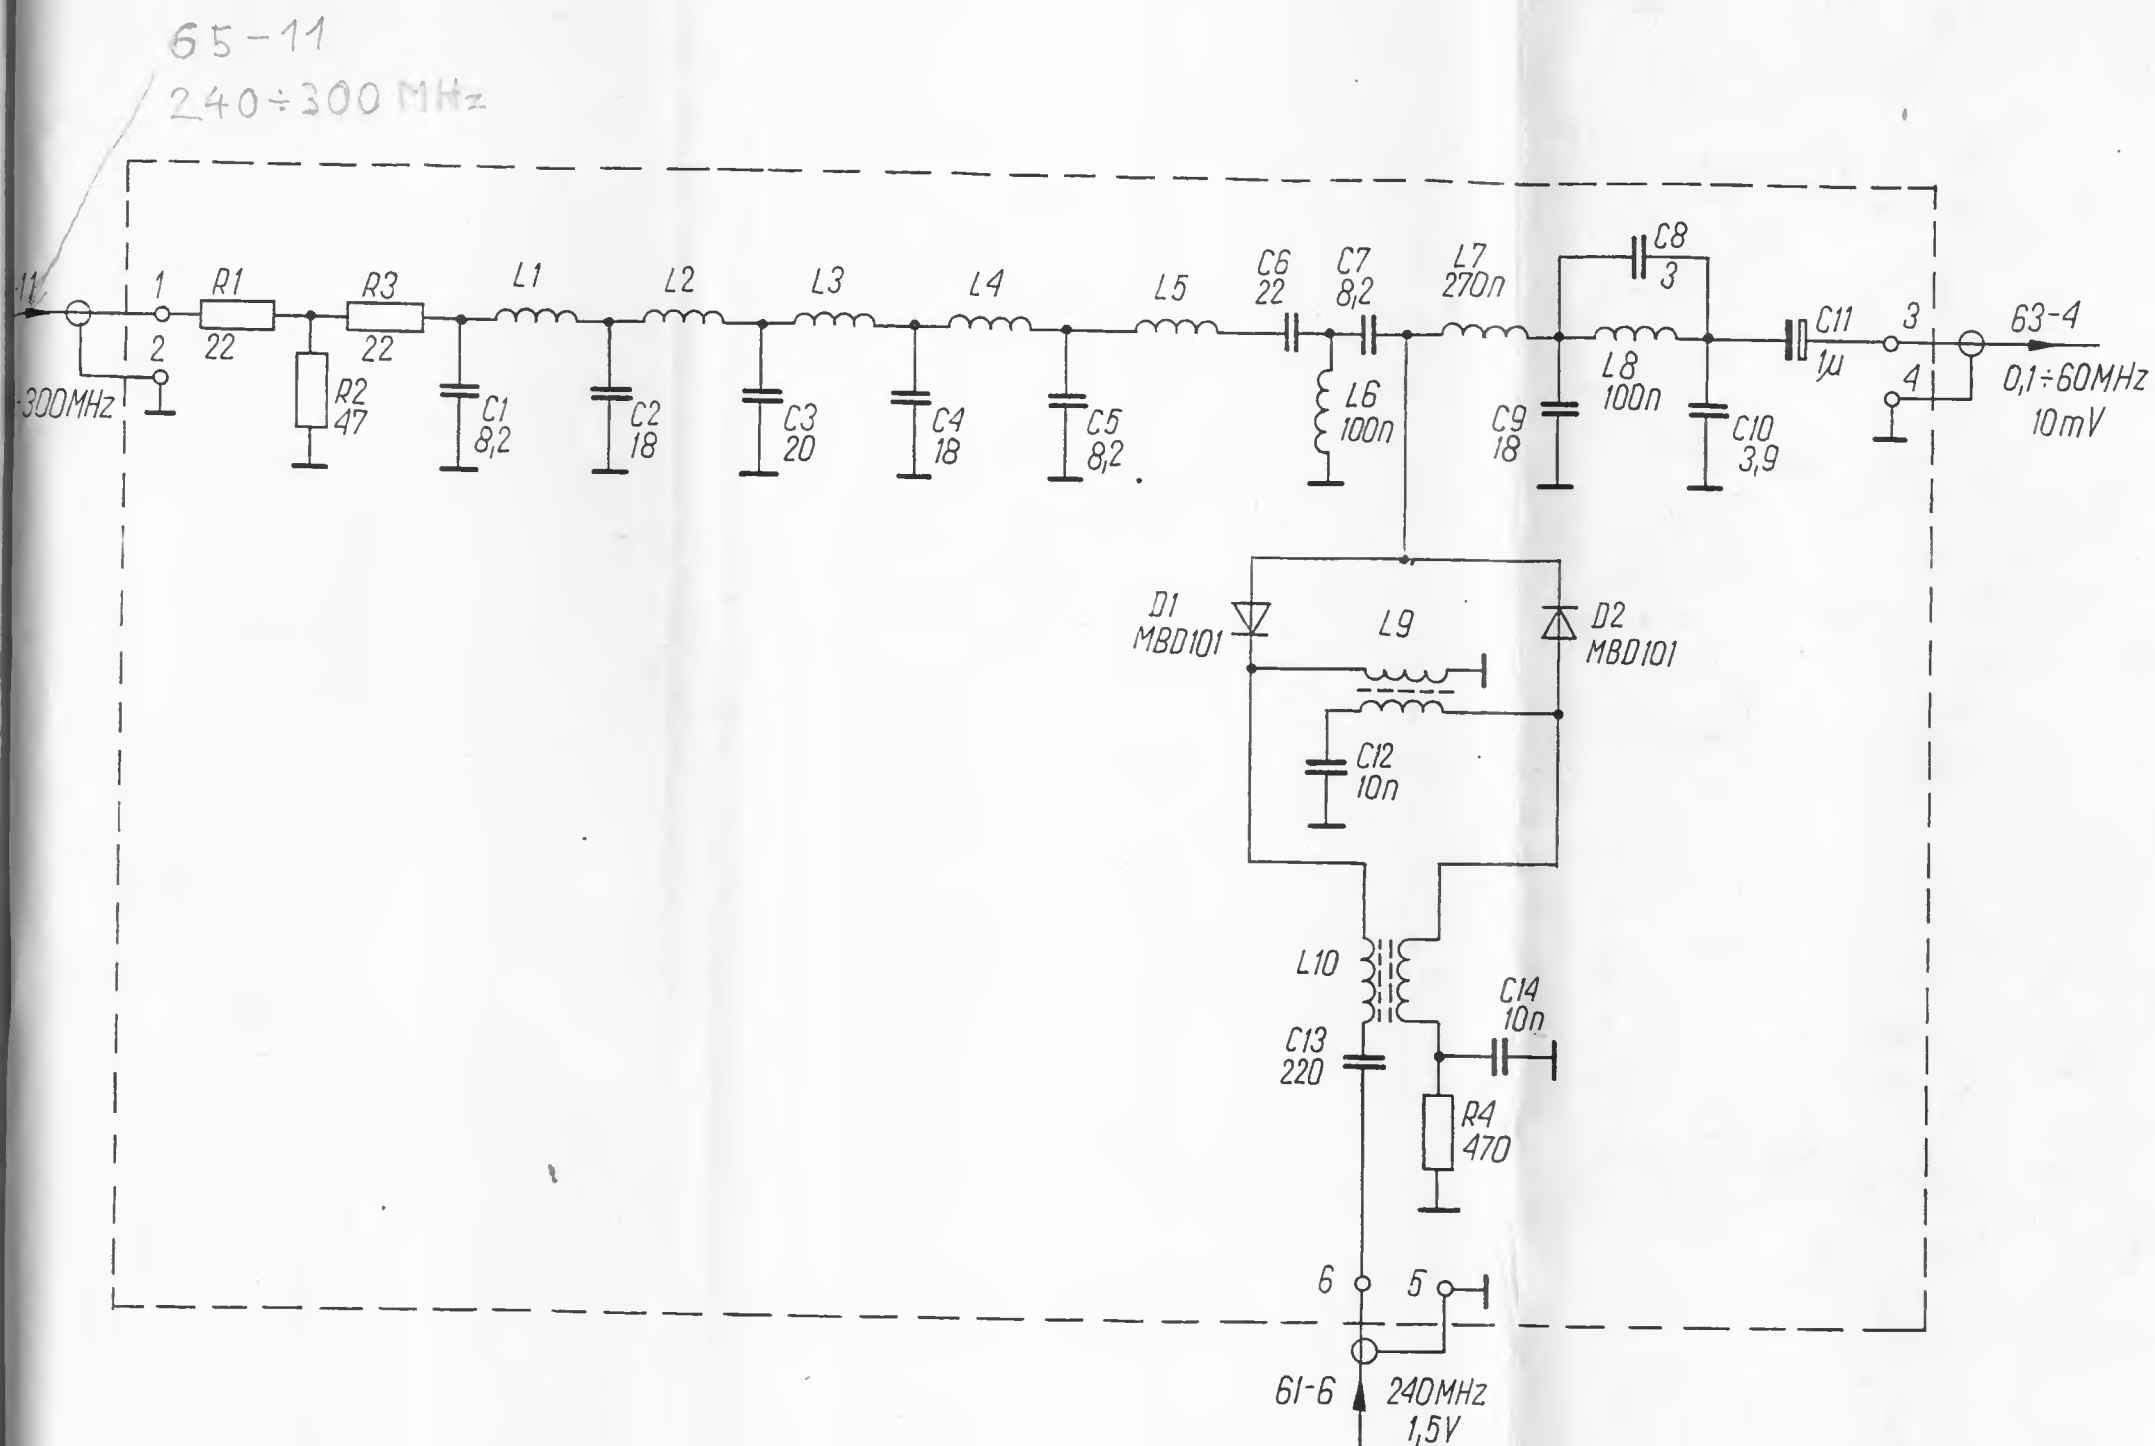 65-11
240÷300 MHz
1
R1
22
2
-300MHz
R3
22
R2
47
C1
8,2
L1
L2
C2
18
L3
C3
20
L4
C4
18
L5
C5
8,2
C6
22
C7
8,2
L6
100n
L7
270n
C8
3
L8
100n
C9
18
C10
3,9
C11
1µ
3
4
63-4
0,1÷60MHz
10mV
D1
MBD101
L9
D2
MBD101
C12
10n
L10
C13
220
C14
10n
R4
470
6
5
61-6
240MHz
1,5V